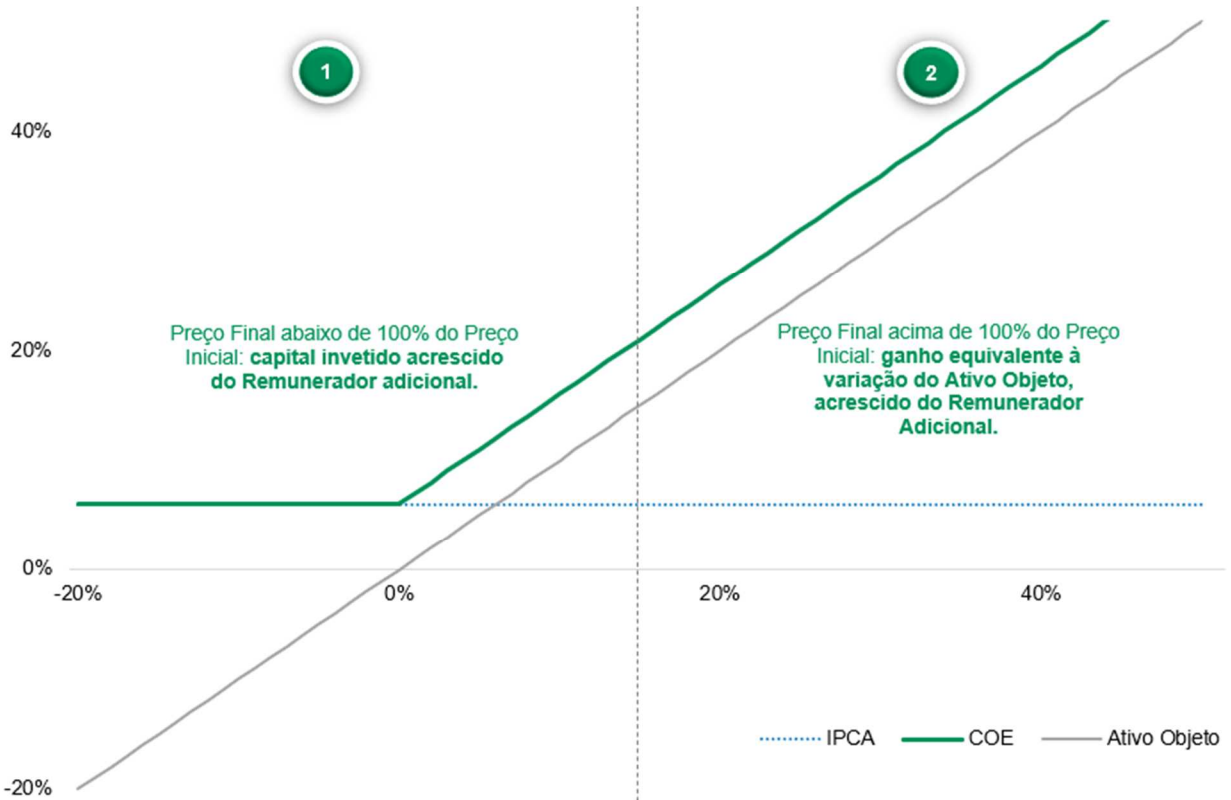 1
2
40%
Preço Final abaixo de 100% do Preço
Inicial: capital invetido acrescido
do Remunerador adicional.
Preço Final acima de 100% do Preço
Inicial: ganho equivalente à
variação do Ativo Objeto,
acrescido do Remunerador
Adicional.
20%
0%
-20%
0%
20%
40%
IPCA
COE
Ativo Objeto
-20%